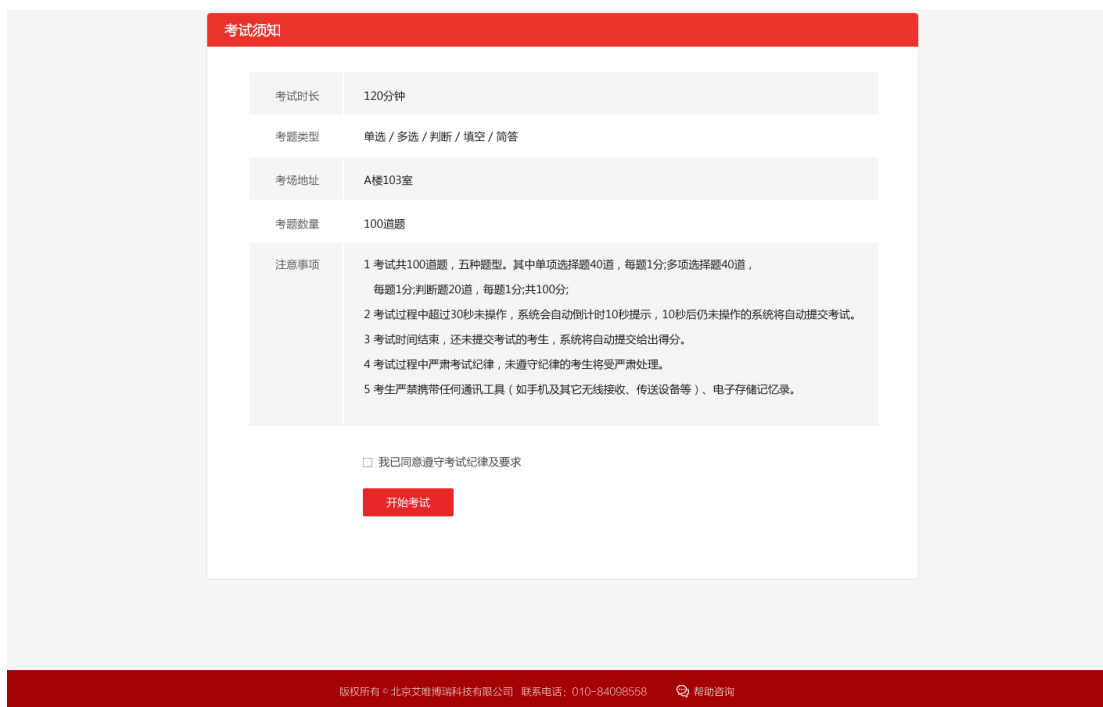 考试须知
考试时长 120分钟
考题类型 单选 / 多选 / 判断 / 填空 / 简答
考场地址 A楼103室
考题数量 100道题
注意事项 1 考试共100道题，五种题型。其中单项选择题40道，每题1分;多项选择题40道，
每题1分;判断题20道，每题1分;共100分;
2 考试过程中超过30秒未操作，系统会自动倒计时10秒提示，10秒后仍未操作的系统将自动提交考试。
3 考试时间结束，还未提交考试的考生，系统将自动提交给出得分。
4 考试过程中严肃考试纪律，未遵守纪律的考生将受严肃处理。
5 考生严禁携带任何通讯工具（如手机及其它无线接收、传送设备等）、电子存储记忆录。
我已同意遵守考试纪律及要求
开始考试
版权所有©北京艾唯博瑞科技有限公司 联系电话：010-84098558 帮助咨询